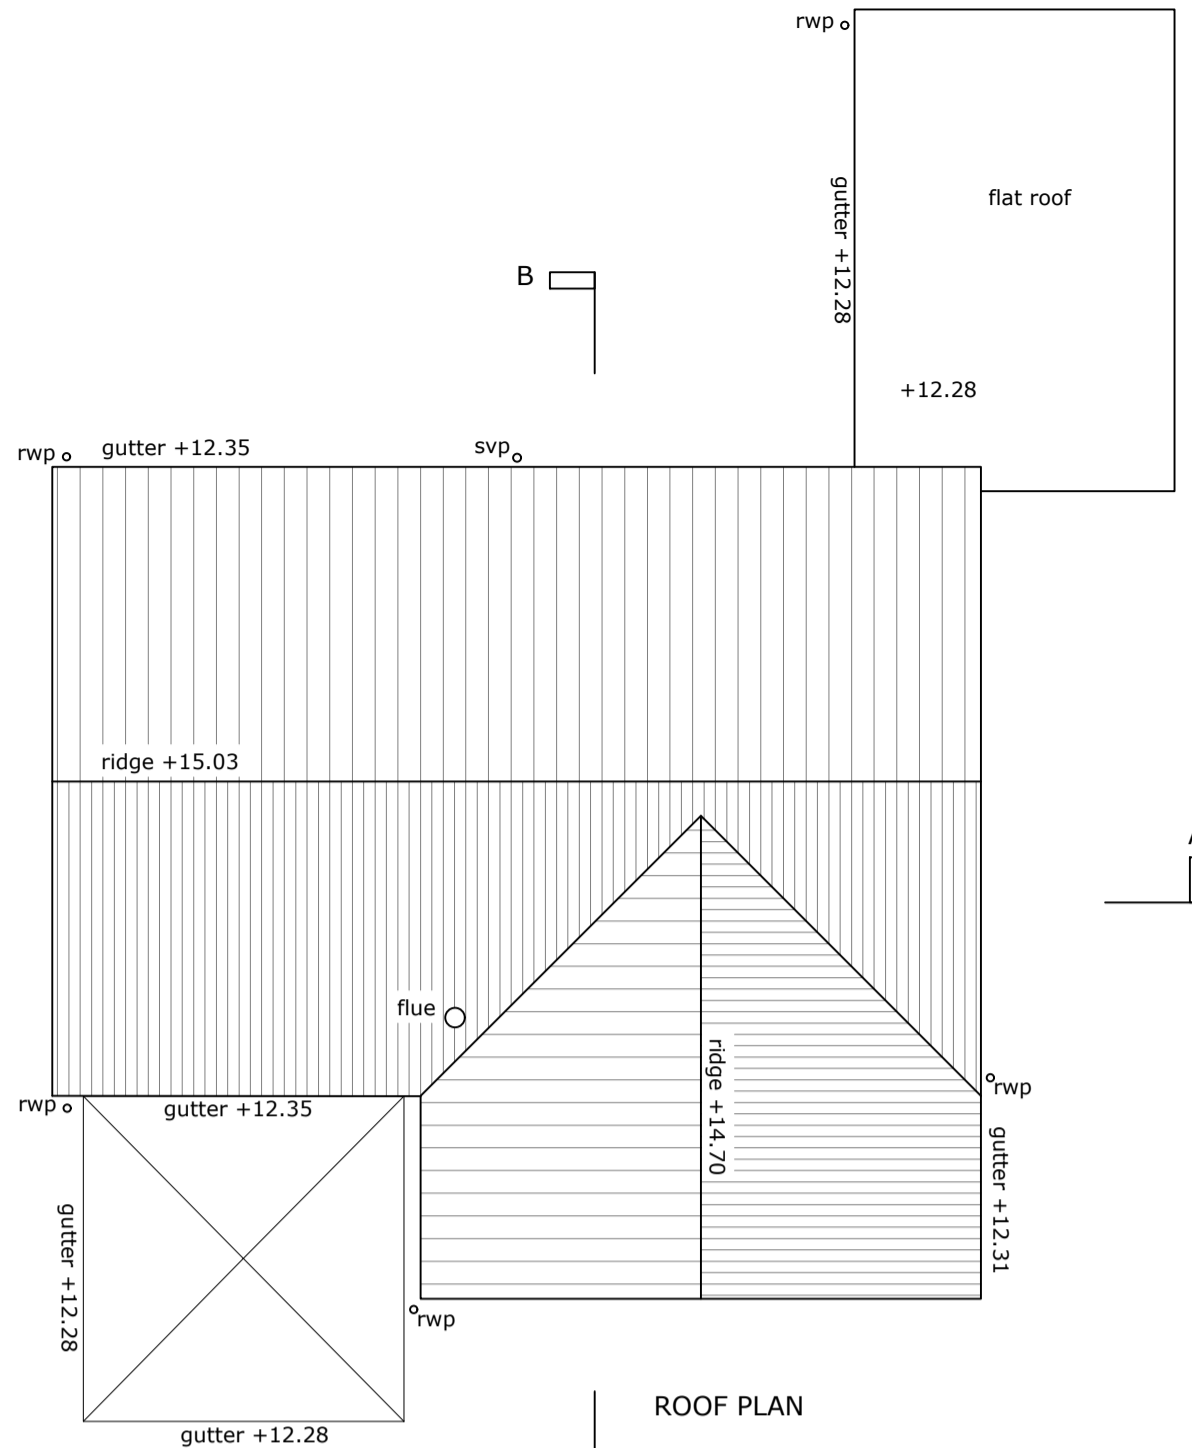 rwp
flat roof
gutter +12.28
B
+12.28
rwp
gutter +12.35
svp
ridge +15.03
flue
ridge +14.70
rwp
rwp
gutter +12.35
gutter +12.31
gutter +12.28
rwp
ROOF PLAN
gutter +12.28